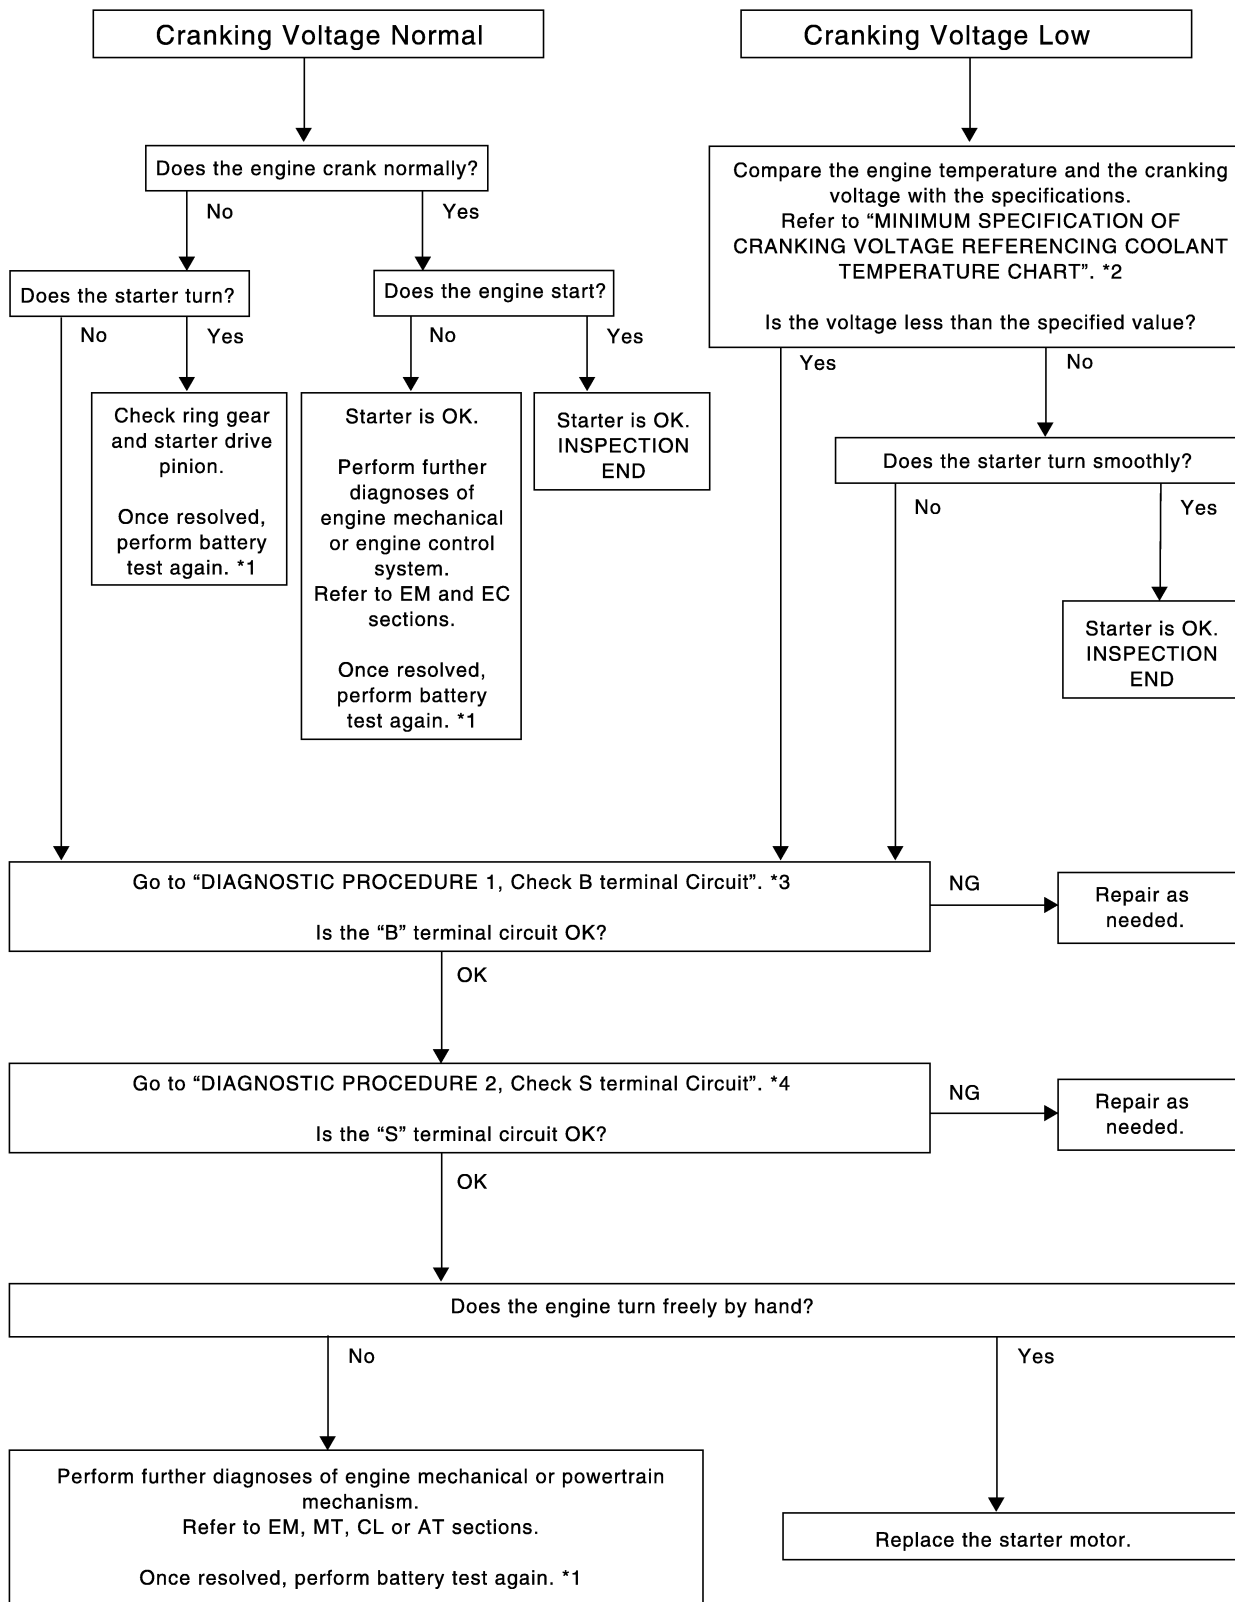 Cranking Voltage Normal
Cranking Voltage Low
Does the engine crank normally?
No
Yes
Does the starter turn?
No
Yes
Does the engine start?
No
Yes
Check ring gear
and starter drive
pinion.
Once resolved,
perform battery
test again. *1
Starter is OK.
Perform further
diagnoses of
engine mechanical
or engine control
system.
Refer to EM and EC
sections.
Once resolved,
perform battery
test again. *1
Starter is OK.
INSPECTION
END
Compare the engine temperature and the cranking
voltage with the specifications.
Refer to “MINIMUM SPECIFICATION OF
CRANKING VOLTAGE REFERENCING COOLANT
TEMPERATURE CHART”. *2
Is the voltage less than the specified value?
Yes
No
Does the starter turn smoothly?
No
Yes
Starter is OK.
INSPECTION
END
Go to “DIAGNOSTIC PROCEDURE 1, Check B terminal Circuit”. *3
Is the “B” terminal circuit OK?
NG
Repair as
needed.
OK
Go to “DIAGNOSTIC PROCEDURE 2, Check S terminal Circuit”. *4
Is the “S” terminal circuit OK?
NG
Repair as
needed.
OK
Does the engine turn freely by hand?
No
Yes
Perform further diagnoses of engine mechanical or powertrain
mechanism.
Refer to EM, MT, CL or AT sections.
Once resolved, perform battery test again. *1
Replace the starter motor.